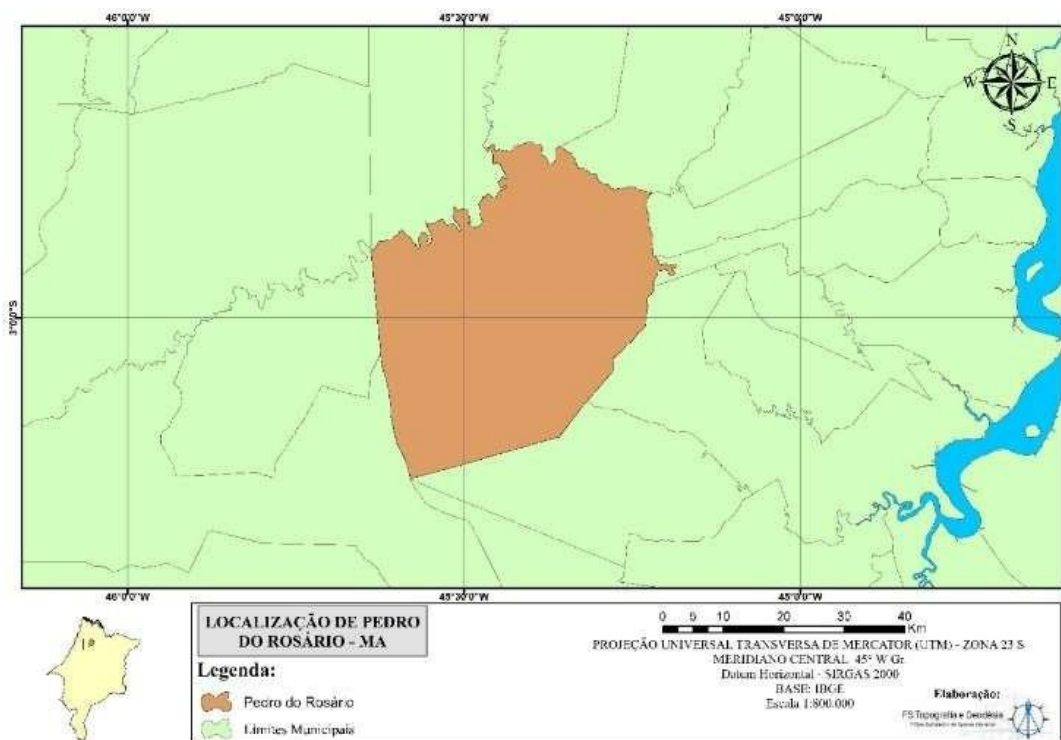 46°0'0"W 45°30'0"W 45°0'0"W
N
W E
S
3°0'0"S
46°0'0"W 45°30'0"W 45°0'0"W
LOCALIZAÇÃO DE PEDRO
DO ROSÁRIO - MA
Legenda:
Pedro do Rosário
Limites Municipais
0 5 10 20 30 40
Km
PROJEÇÃO UNIVERSAL TRANSVERSA DE MERCATOR (UTM) - ZONA 23 S
MERIDIANO CENTRAL 45° W Gr.
Datum Horizontal - SIRGAS 2000
BASE: IBGE
Escala 1:800.000
Elaboração:
FS Topografia e Geodésia